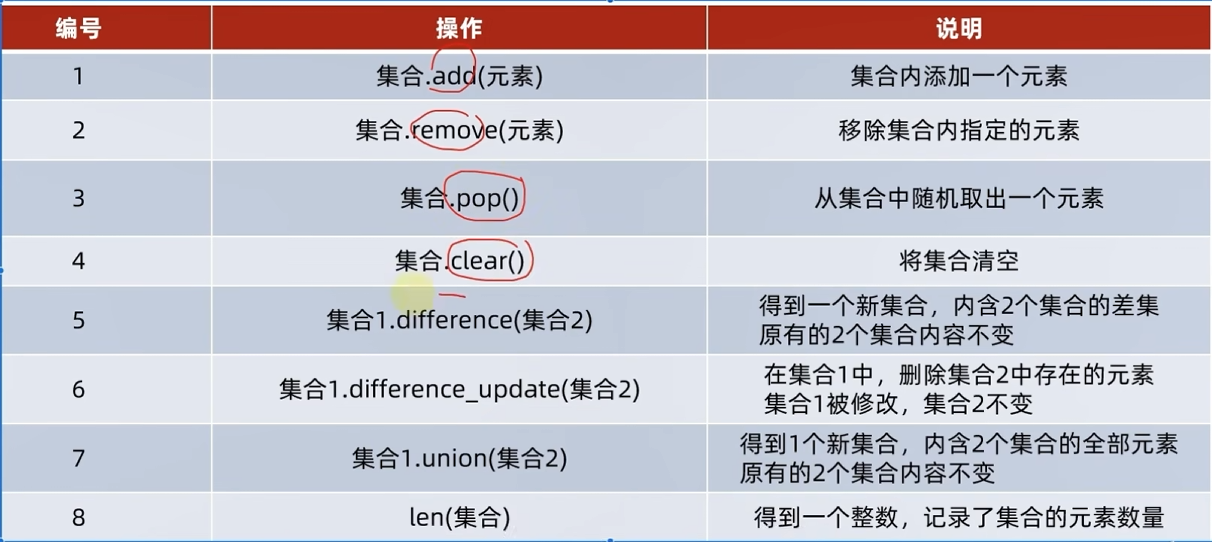 编号 操作 说明
1 集合.add(元素) 集合内添加一个元素
2 集合.remove(元素) 移除集合内指定的元素
3 集合.pop() 从集合中随机取出一个元素
4 集合.clear() 将集合清空
5 集合1.difference(集合2) 得到一个新集合，内含2个集合的差集
原有的2个集合内容不变
6 集合1.difference_update(集合2) 在集合1中，删除集合2中存在的元素
集合1被修改，集合2不变
7 集合1.union(集合2) 得到1个新集合，内含2个集合的全部元素
原有的2个集合内容不变
8 len(集合) 得到一个整数，记录了集合的元素数量